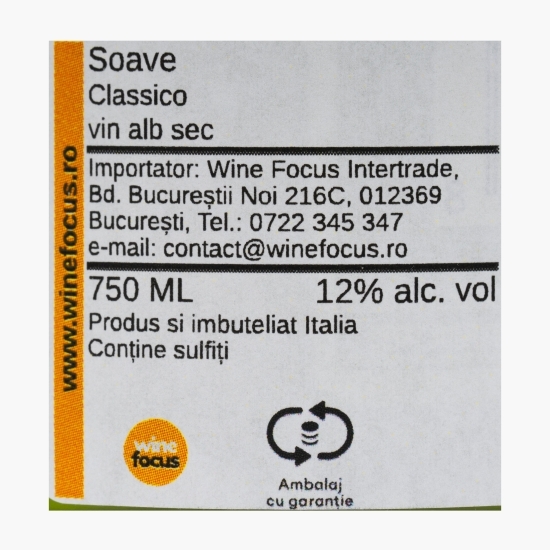 Soave
Classico
vin alb sec
Importator: Wine Focus Intertrade,
Bd. Bucureștii Noi 216C, 012369
București, Tel.: 0722 345 347
e-mail: contact@winefocus.ro
750 ML 12% alc. vol
Produs si imbuteliat Italia
Conține sulfiți
www.winefocus.ro
wine
focus
Ambalaj
cu garanție